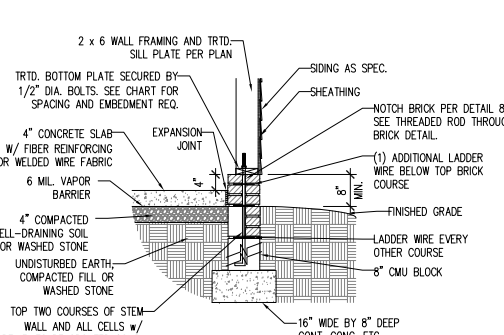 2 x 6 WALL FRAMING AND TRTD.
SILL PLATE PER PLAN
TRTD. BOTTOM PLATE SECURED BY
1/2" DIA. BOLTS. SEE CHART FOR
SPACING AND EMBEDMENT REQ.
4" CONCRETE SLAB
W/ FIBER REINFORCING
OR WELDED WIRE FABRIC
EXPANSION
JOINT
6 MIL. VAPOR
BARRIER
4" COMPACTED
ELL-DRAINING SOIL
OR WASHED STONE
UNDISTURBED EARTH,
COMPACTED FILL OR
WASHED STONE
TOP TWO COURSES OF STEM
WALL AND ALL CELLS W/
4"
8"
MIN.
SIDING AS SPEC.
SHEATHING
NOTCH BRICK PER DETAIL 8
SEE THREADED ROD THROUG
BRICK DETAIL.
(1) ADDITIONAL LADDER
WIRE BELOW TOP BRICK
COURSE
FINISHED GRADE
LADDER WIRE EVERY
OTHER COURSE
8" CMU BLOCK
16" WIDE BY 8" DEEP